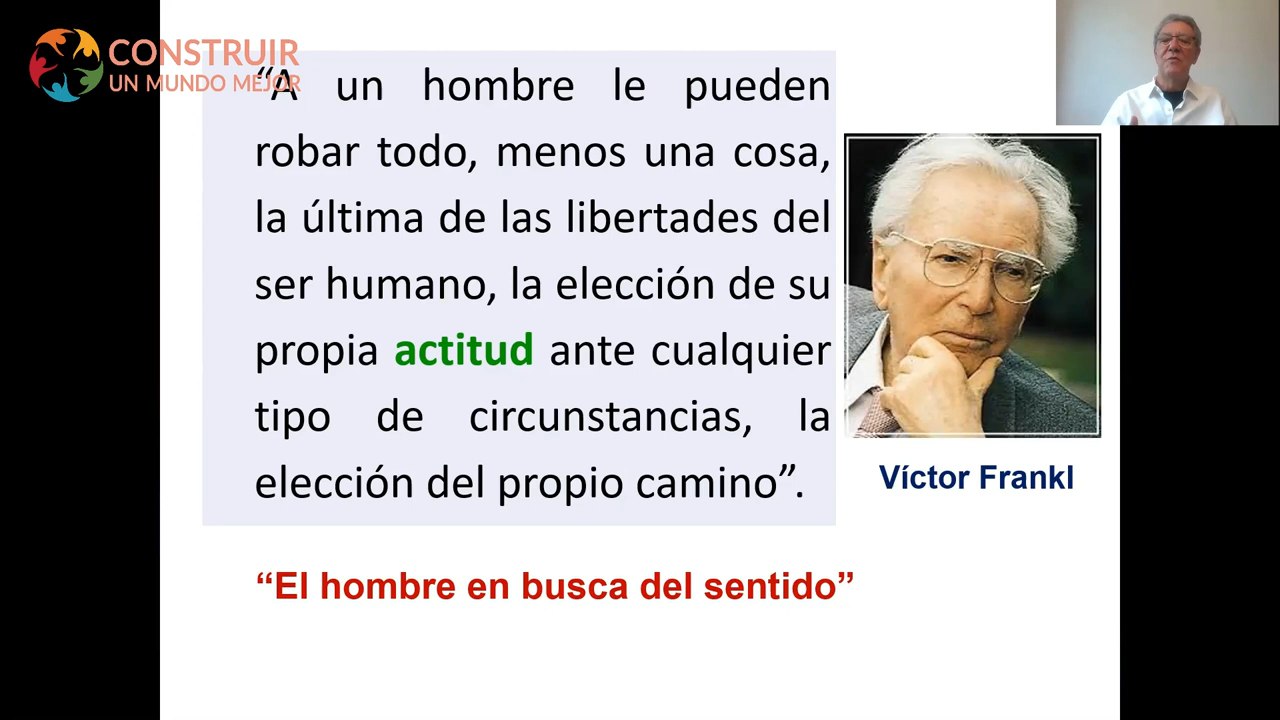 CONSTRUIR
UN MUNDO MEJOR
“A un hombre le pueden
robar todo, menos una cosa,
la última de las libertades del
ser humano, la elección de su
propia actitud ante cualquier
tipo de circunstancias, la
elección del propio camino”.
Víctor Frankl
“El hombre en busca del sentido”